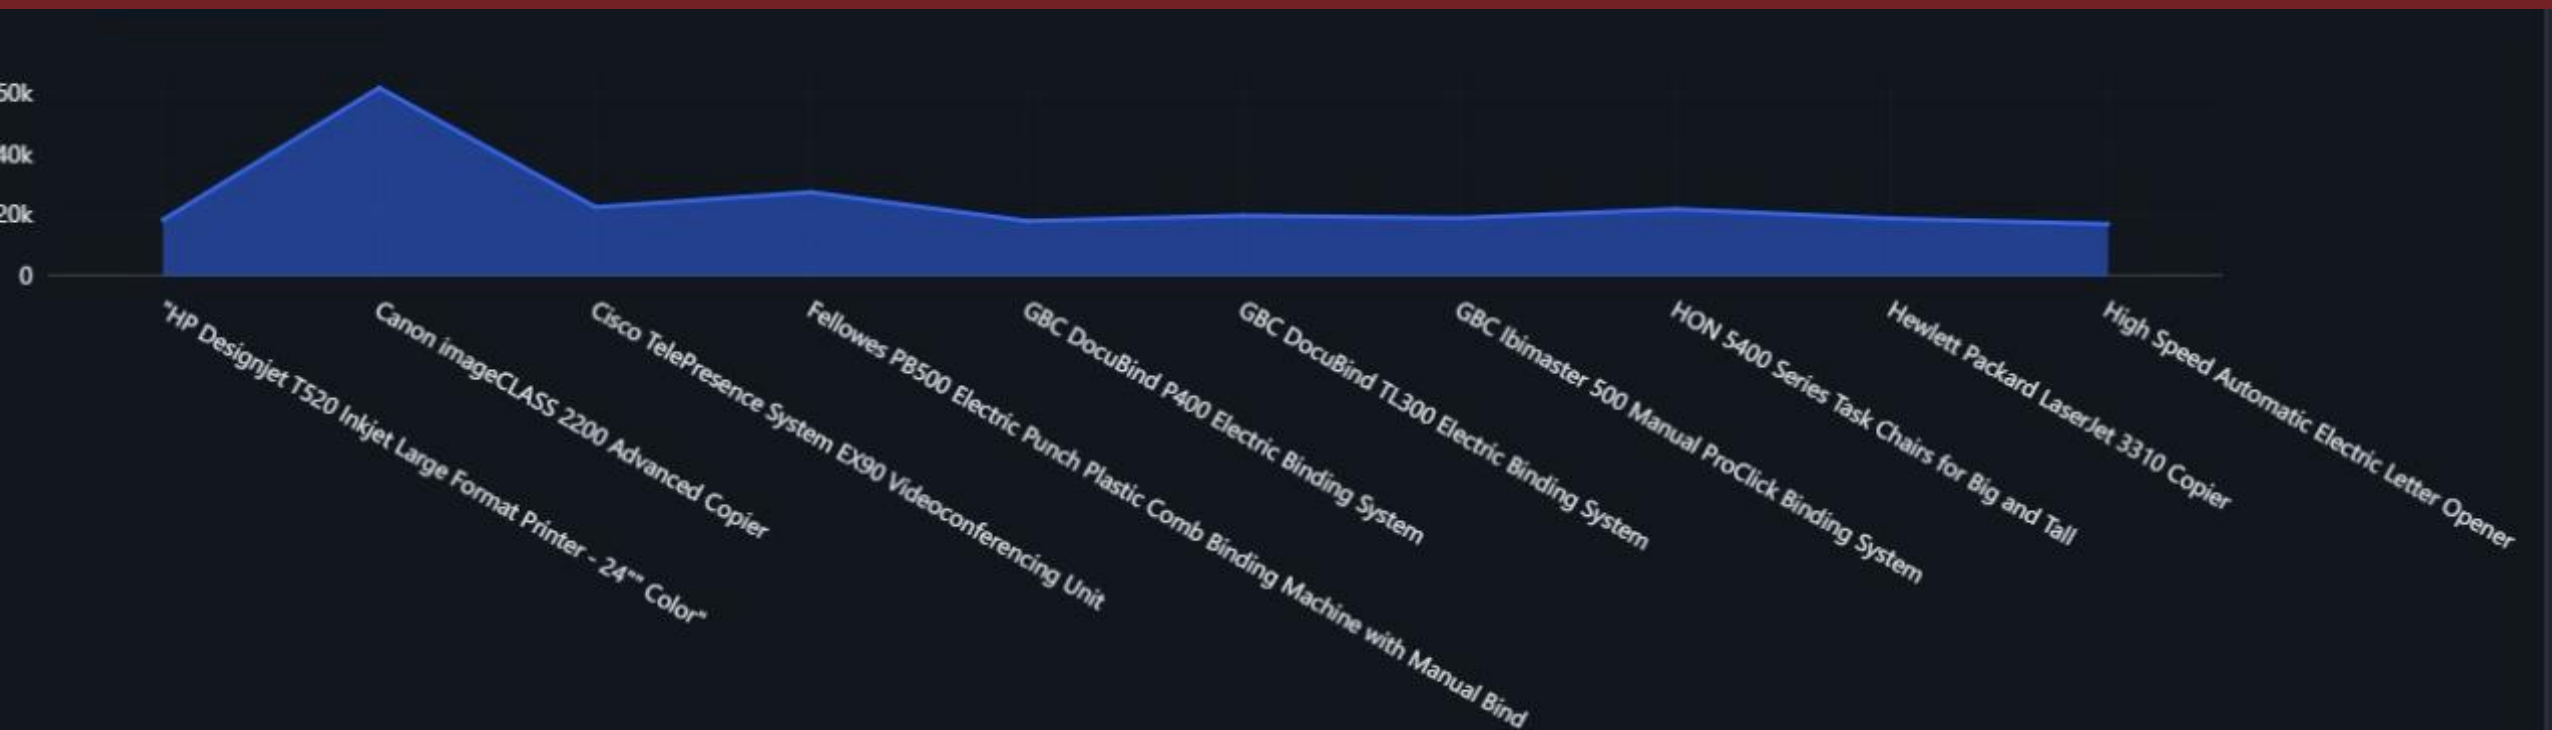 60k
40k
20k
0
"HP Designjet T520 Inkjet Large Format Printer - 24"" Color"
Canon imageCLASS 2200 Advanced Copier
Cisco TelePresence System EX90 Videoconferencing Unit
Fellowes PB500 Electric Punch Plastic Comb Binding Machine with Manual Bind
GBC DocuBind P400 Electric Binding System
GBC DocuBind TL300 Electric Binding System
GBC Ibimaster 500 Manual ProClick Binding System
HON 5400 Series Task Chairs for Big and Tall
Hewlett Packard LaserJet 3310 Copier
High Speed Automatic Electric Letter Opener